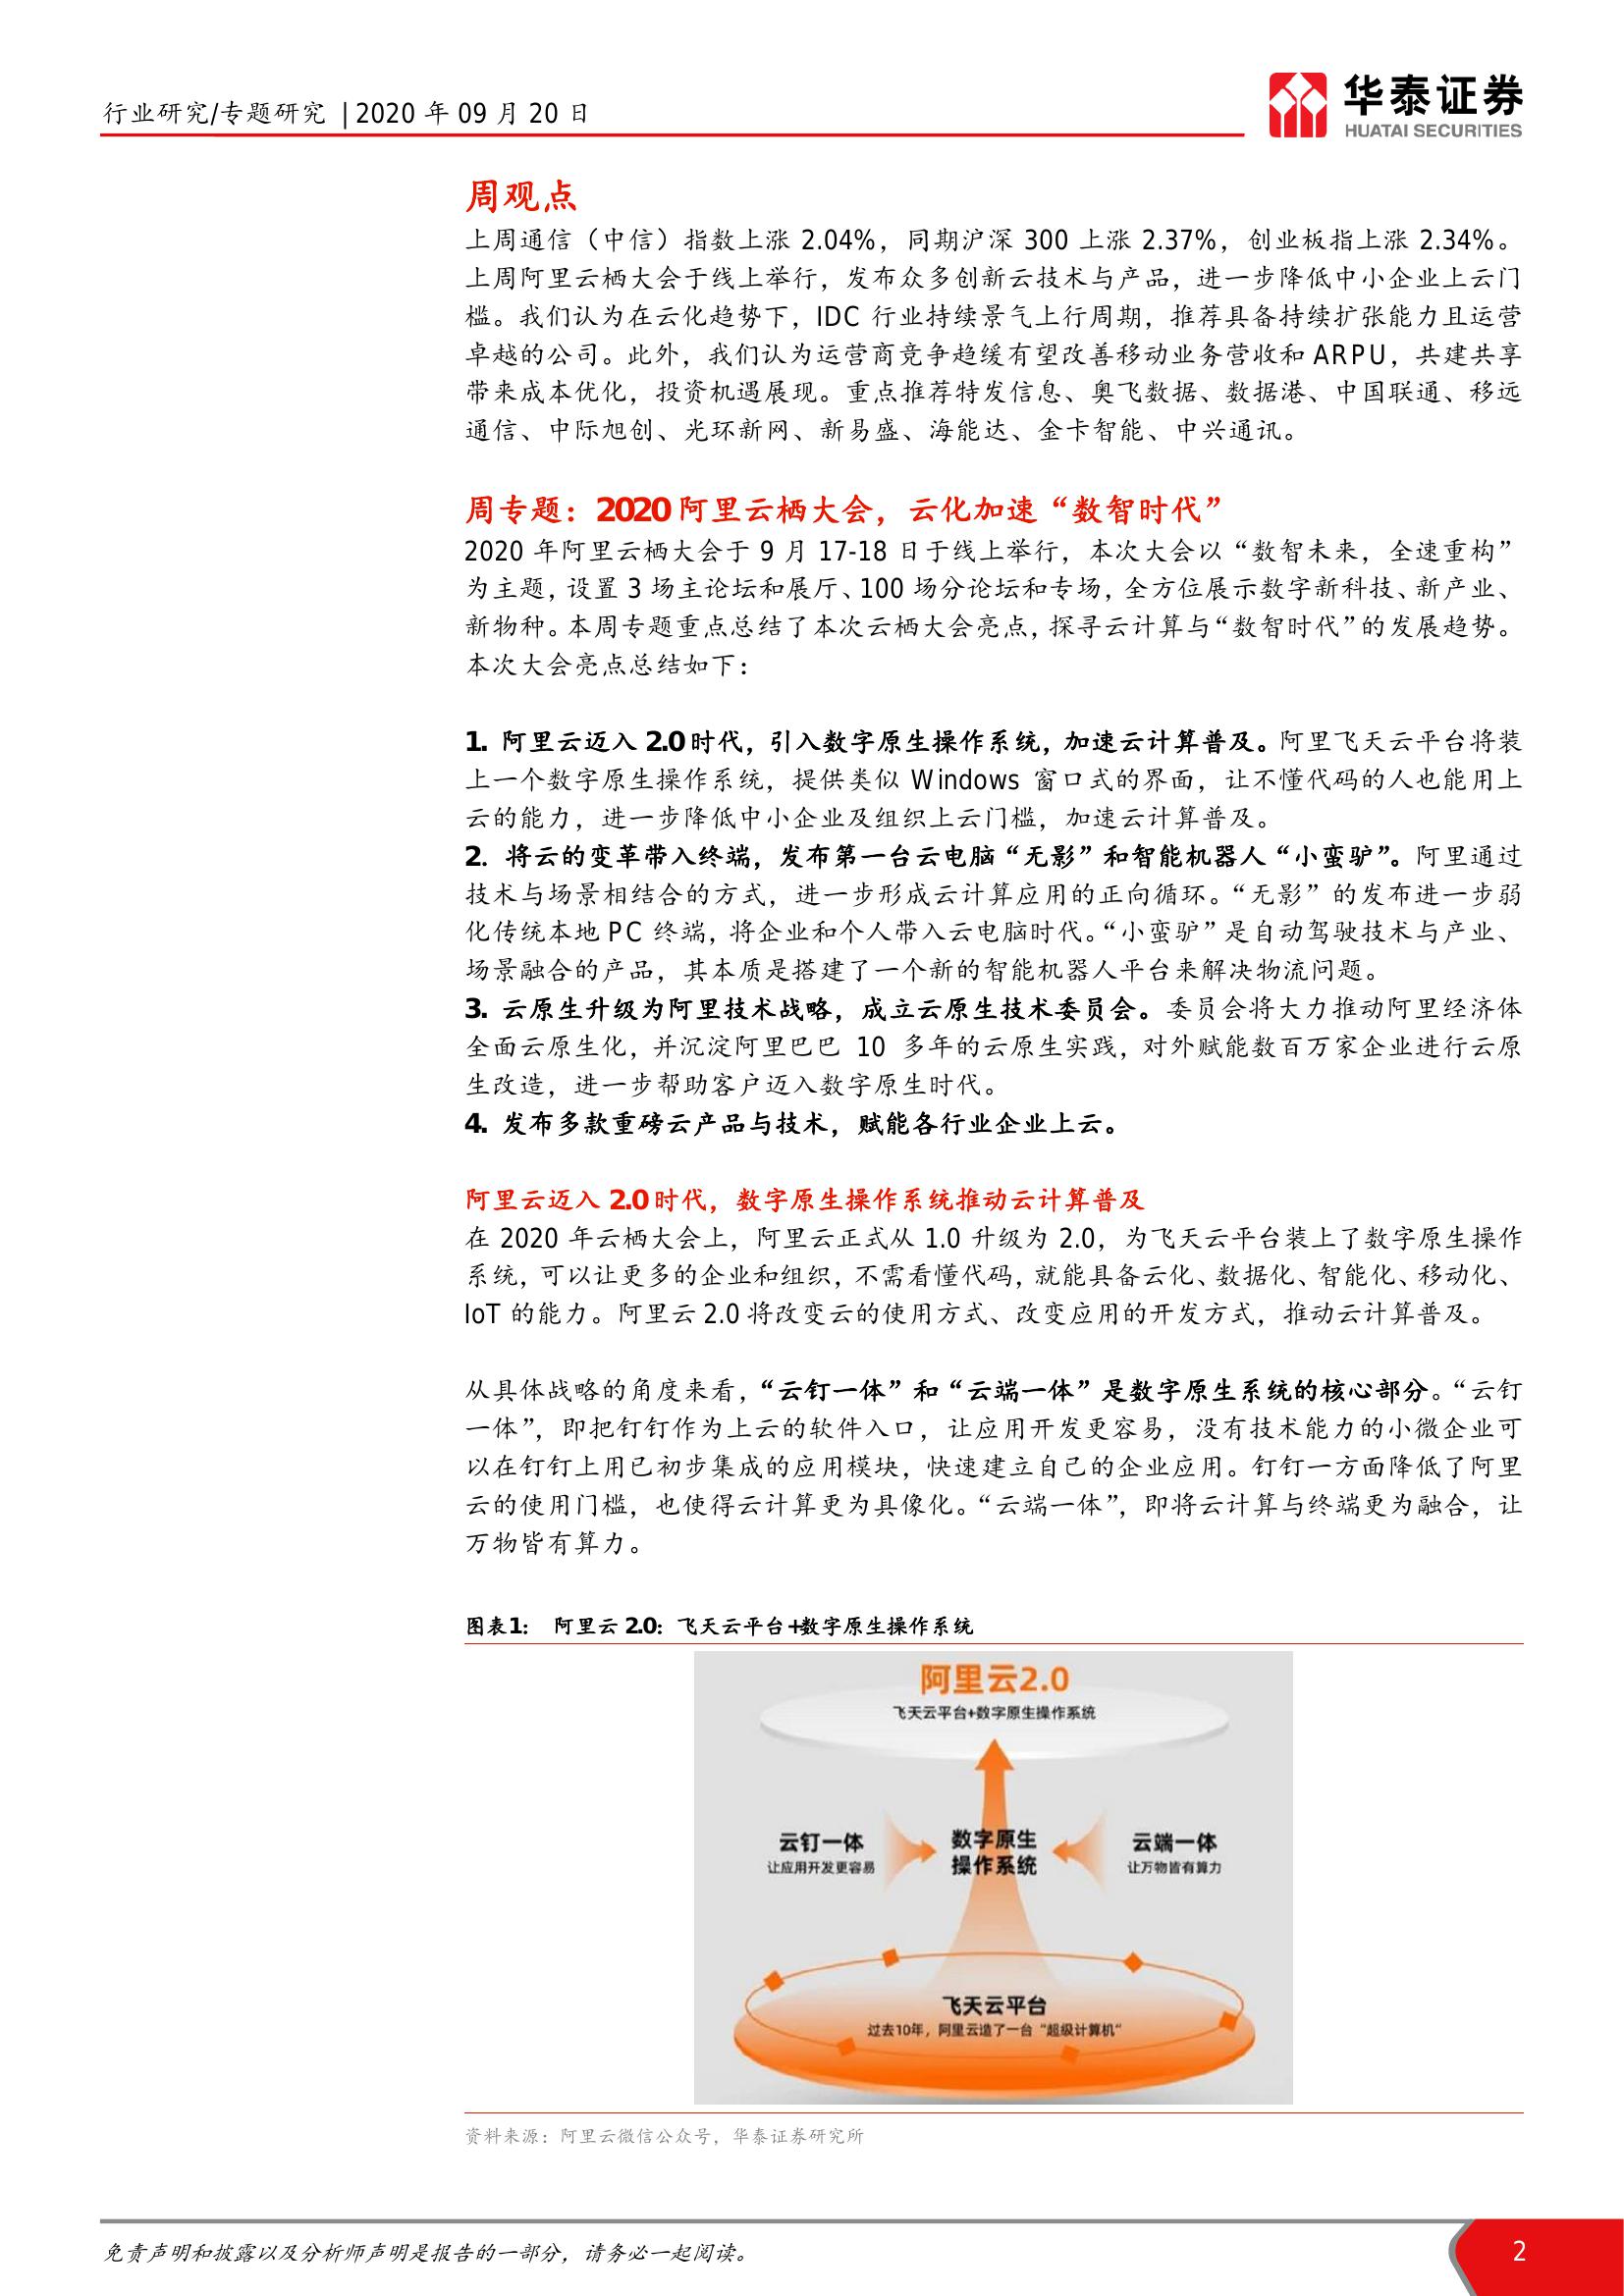 行业研究/专题研究 | 2020 年 09 月 20 日
华泰证券
HUATAI SECURITIES
周观点
上周通信（中信）指数上涨 2.04%，同期沪深 300 上涨 2.37%，创业板指上涨 2.34%。
上周阿里云栖大会于线上举行，发布众多创新云技术与产品，进一步降低中小企业上云门
槛。我们认为在云化趋势下，IDC 行业持续景气上行周期，推荐具备持续扩张能力且运营
卓越的公司。此外，我们认为运营商竞争趋缓有望改善移动业务营收和 ARPU，共建共享
带来成本优化，投资机遇展现。重点推荐特发信息、奥飞数据、数据港、中国联通、移远
通信、中际旭创、光环新网、新易盛、海能达、金卡智能、中兴通讯。
周专题：2020 阿里云栖大会，云化加速“数智时代”
2020 年阿里云栖大会于 9 月 17-18 日于线上举行，本次大会以“数智未来，全速重构”
为主题，设置 3 场主论坛和展厅、100 场分论坛和专场，全方位展示数字新科技、新产业、
新物种。本周专题重点总结了本次云栖大会亮点，探寻云计算与“数智时代”的发展趋势。
本次大会亮点总结如下：
1. 阿里云迈入 2.0 时代，引入数字原生操作系统，加速云计算普及。阿里飞天云平台将装
上一个数字原生操作系统，提供类似 Windows 窗口式的界面，让不懂代码的人也能用上
云的能力，进一步降低中小企业及组织上云门槛，加速云计算普及。
2. 将云的变革带入终端，发布第一台云电脑“无影”和智能机器人“小蛮驴”。阿里通过
技术与场景相结合的方式，进一步形成云计算应用的正向循环。“无影”的发布进一步弱
化传统本地 PC 终端，将企业和个人带入云电脑时代。“小蛮驴”是自动驾驶技术与产业、
场景融合的产品，其本质是搭建了一个新的智能机器人平台来解决物流问题。
3. 云原生升级为阿里技术战略，成立云原生技术委员会。委员会将大力推动阿里经济体
全面云原生化，并沉淀阿里巴巴 10 多年的云原生实践，对外赋能数百万家企业进行云原
生改造，进一步帮助客户迈入数字原生时代。
4. 发布多款重磅云产品与技术，赋能各行业企业上云。
阿里云迈入 2.0 时代，数字原生操作系统推动云计算普及
在 2020 年云栖大会上，阿里云正式从 1.0 升级为 2.0，为飞天云平台装上了数字原生操作
系统，可以让更多的企业和组织，不需看懂代码，就能具备云化、数据化、智能化、移动化、
IoT 的能力。阿里云 2.0 将改变云的使用方式、改变应用的开发方式，推动云计算普及。
从具体战略的角度来看，“云钉一体”和“云端一体”是数字原生系统的核心部分。“云钉
一体”，即把钉钉作为上云的软件入口，让应用开发更容易，没有技术能力的小微企业可
以在钉钉上用已初步集成的应用模块，快速建立自己的企业应用。钉钉一方面降低了阿里
云的使用门槛，也使得云计算更为具像化。“云端一体”，即将云计算与终端更为融合，让
万物皆有算力。
图表1： 阿里云 2.0：飞天云平台+数字原生操作系统
阿里云2.0
飞天云平台+数字原生操作系统
云钉一体
让应用开发更容易
数字原生
操作系统
云端一体
让万物皆有算力
飞天云平台
过去10年，阿里云造了一台“超级计算机”
资料来源：阿里云微信公众号，华泰证券研究所
免责声明和披露以及分析师声明是报告的一部分，请务必一起阅读。
2